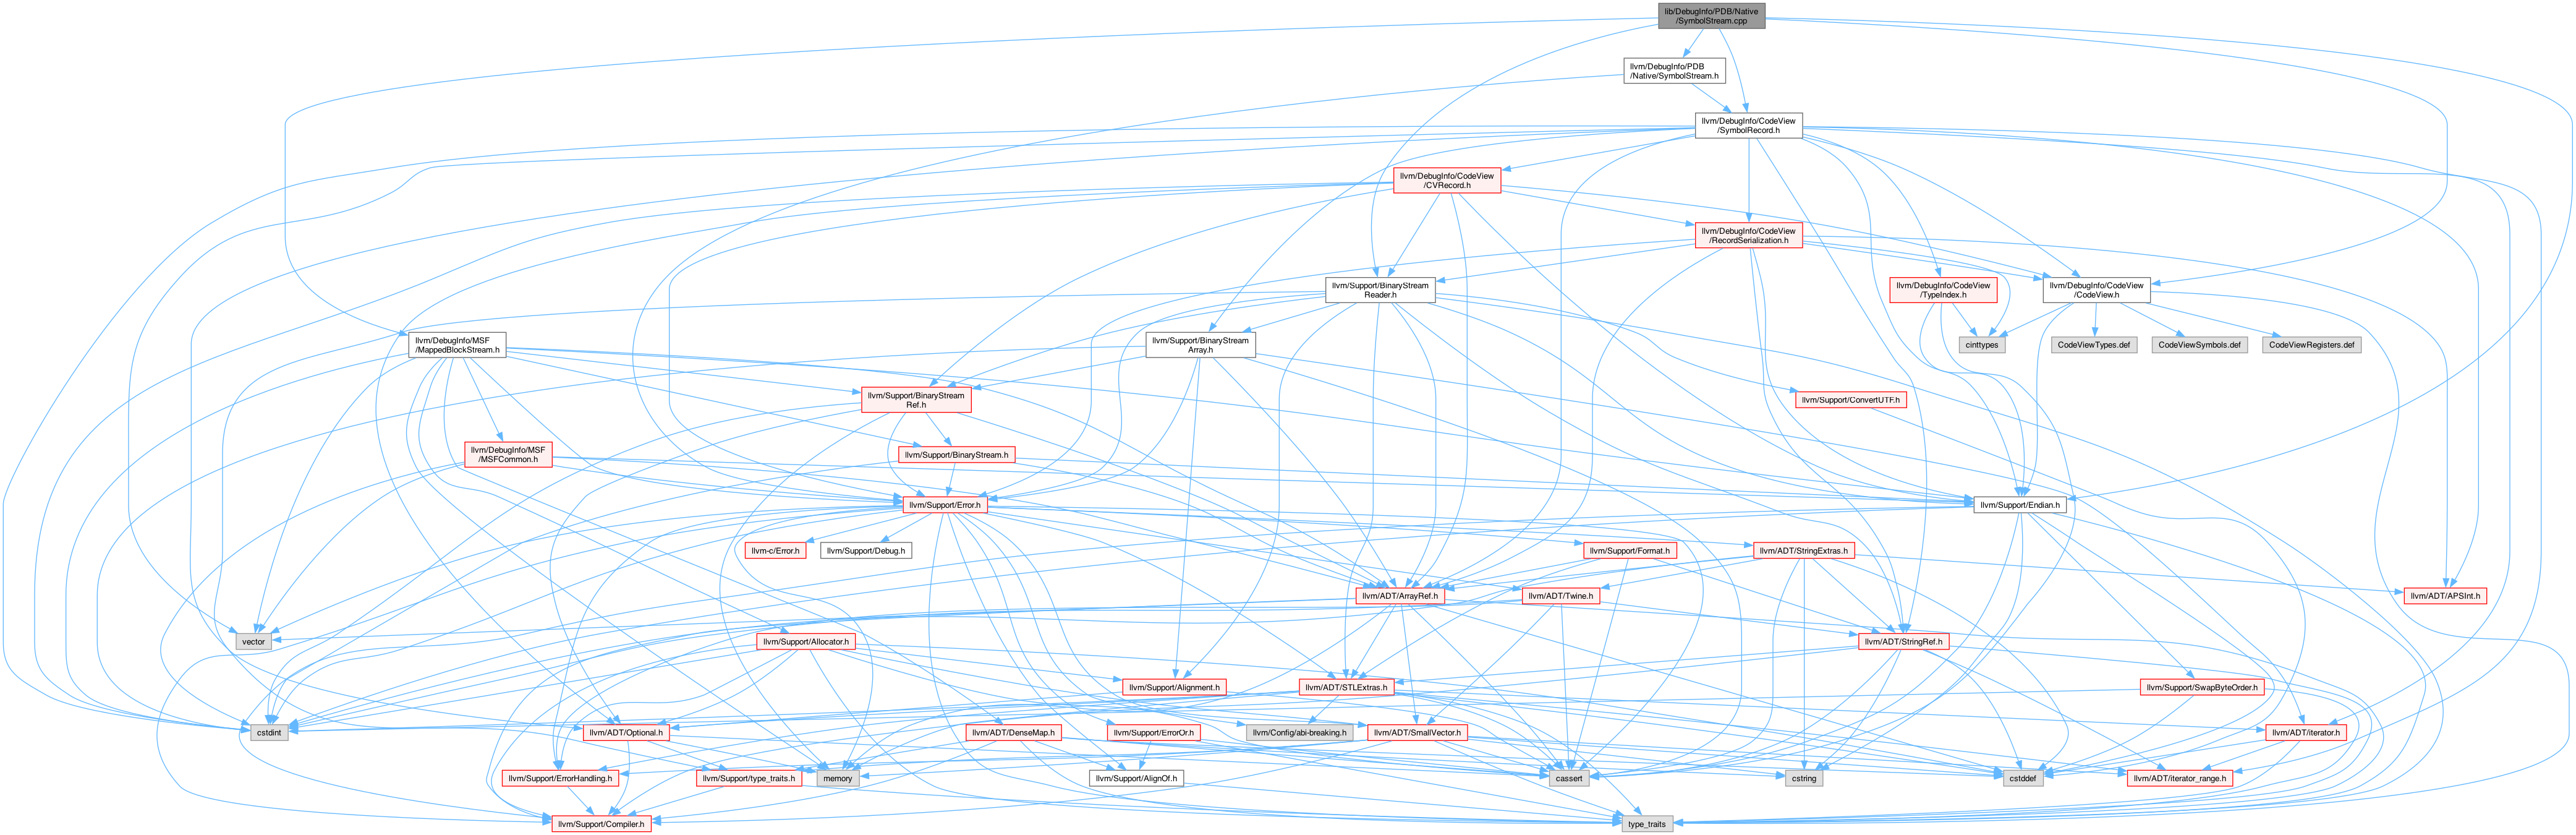 lib/DebugInfo/PDB/Native
/SymbolStream.cpp
llvm/DebugInfo/PDB
/Native/SymbolStream.h
llvm/DebugInfo/CodeView
/SymbolRecord.h
llvm/DebugInfo/CodeView
/CVRecord.h
llvm/DebugInfo/CodeView
/RecordSerialization.h
llvm/Support/BinaryStream
Reader.h
llvm/DebugInfo/CodeView
/TypeIndex.h
llvm/DebugInfo/CodeView
/CodeView.h
llvm/DebugInfo/MSF
/MappedBlockStream.h
llvm/Support/BinaryStream
Array.h
cinttypes
CodeViewTypes.def
CodeViewSymbols.def
CodeViewRegisters.def
llvm/Support/BinaryStream
Ref.h
llvm/Support/ConvertUTF.h
llvm/DebugInfo/MSF
/MSFCommon.h
llvm/Support/BinaryStream.h
llvm/Support/Error.h
llvm/Support/Endian.h
llvm-c/Error.h
llvm/Support/Debug.h
llvm/Support/Format.h
llvm/ADT/StringExtras.h
llvm/ADT/ArrayRef.h
llvm/ADT/Twine.h
llvm/ADT/APSInt.h
vector
llvm/Support/Allocator.h
llvm/ADT/StringRef.h
llvm/Support/Alignment.h
llvm/ADT/STLExtras.h
llvm/Support/SwapByteOrder.h
cstdint
llvm/ADT/Optional.h
llvm/ADT/DenseMap.h
llvm/Support/ErrorOr.h
llvm/Config/abi-breaking.h
llvm/ADT/SmallVector.h
llvm/ADT/iterator.h
llvm/Support/ErrorHandling.h
llvm/Support/type_traits.h
memory
llvm/Support/AlignOf.h
cassert
cstring
cstddef
llvm/ADT/iterator_range.h
llvm/Support/Compiler.h
type_traits